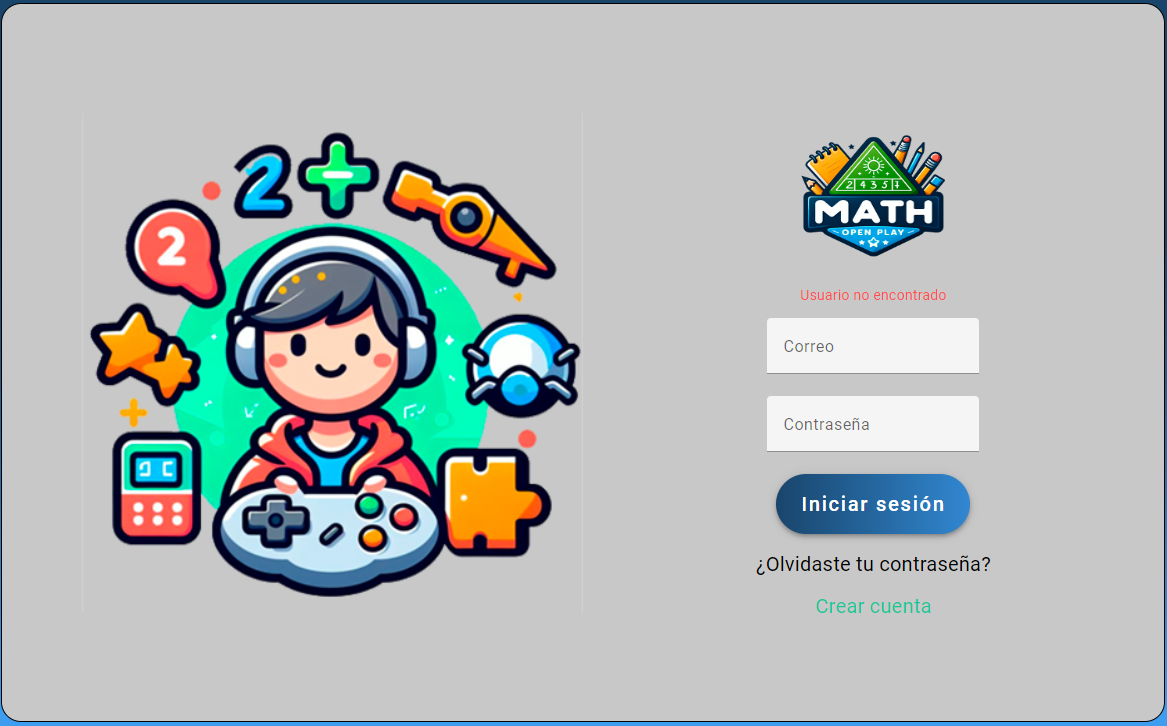 2
2
2 4 3 5 7
MATH
OPEN PLAY
Usuario no encontrado
Correo
Contraseña
Iniciar sesión
¿Olvidaste tu contraseña?
Crear cuenta